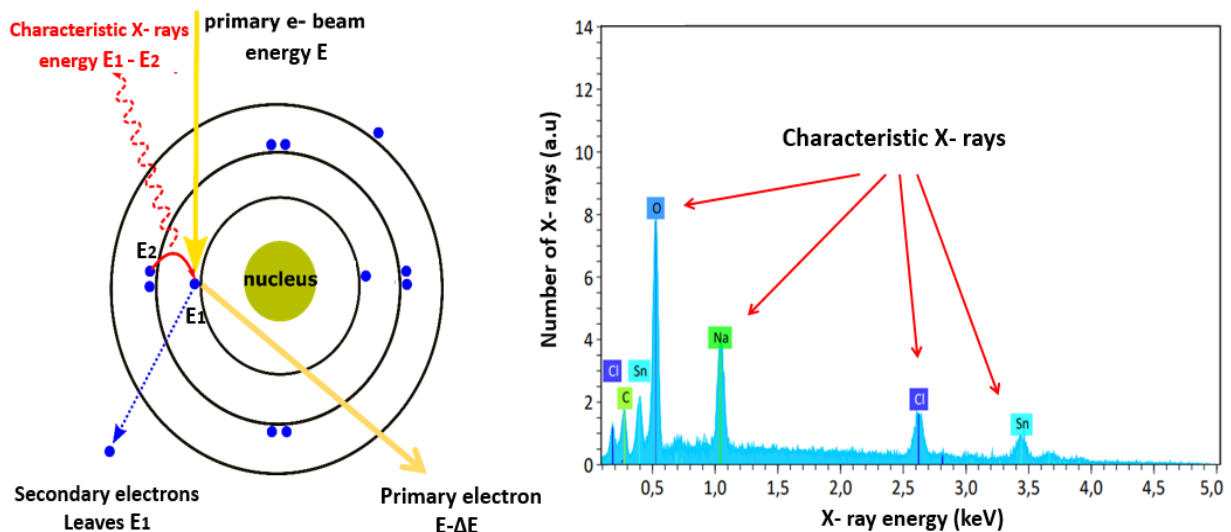 Characteristic X- rays
energy E1 - E2
primary e- beam
energy E
E2
nucleus
E1
Secondary electrons
Leaves E1
Primary electron
E-ΔE
Number of X- rays (a.u)
14
12
10
8
6
4
2
0
Characteristic X- rays
O
Na
Cl
Sn
C
Cl
Sn
0,5
1,0
1,5
2,0
2,5
3,0
3,5
4,0
4,5
5,0
X- ray energy (keV)